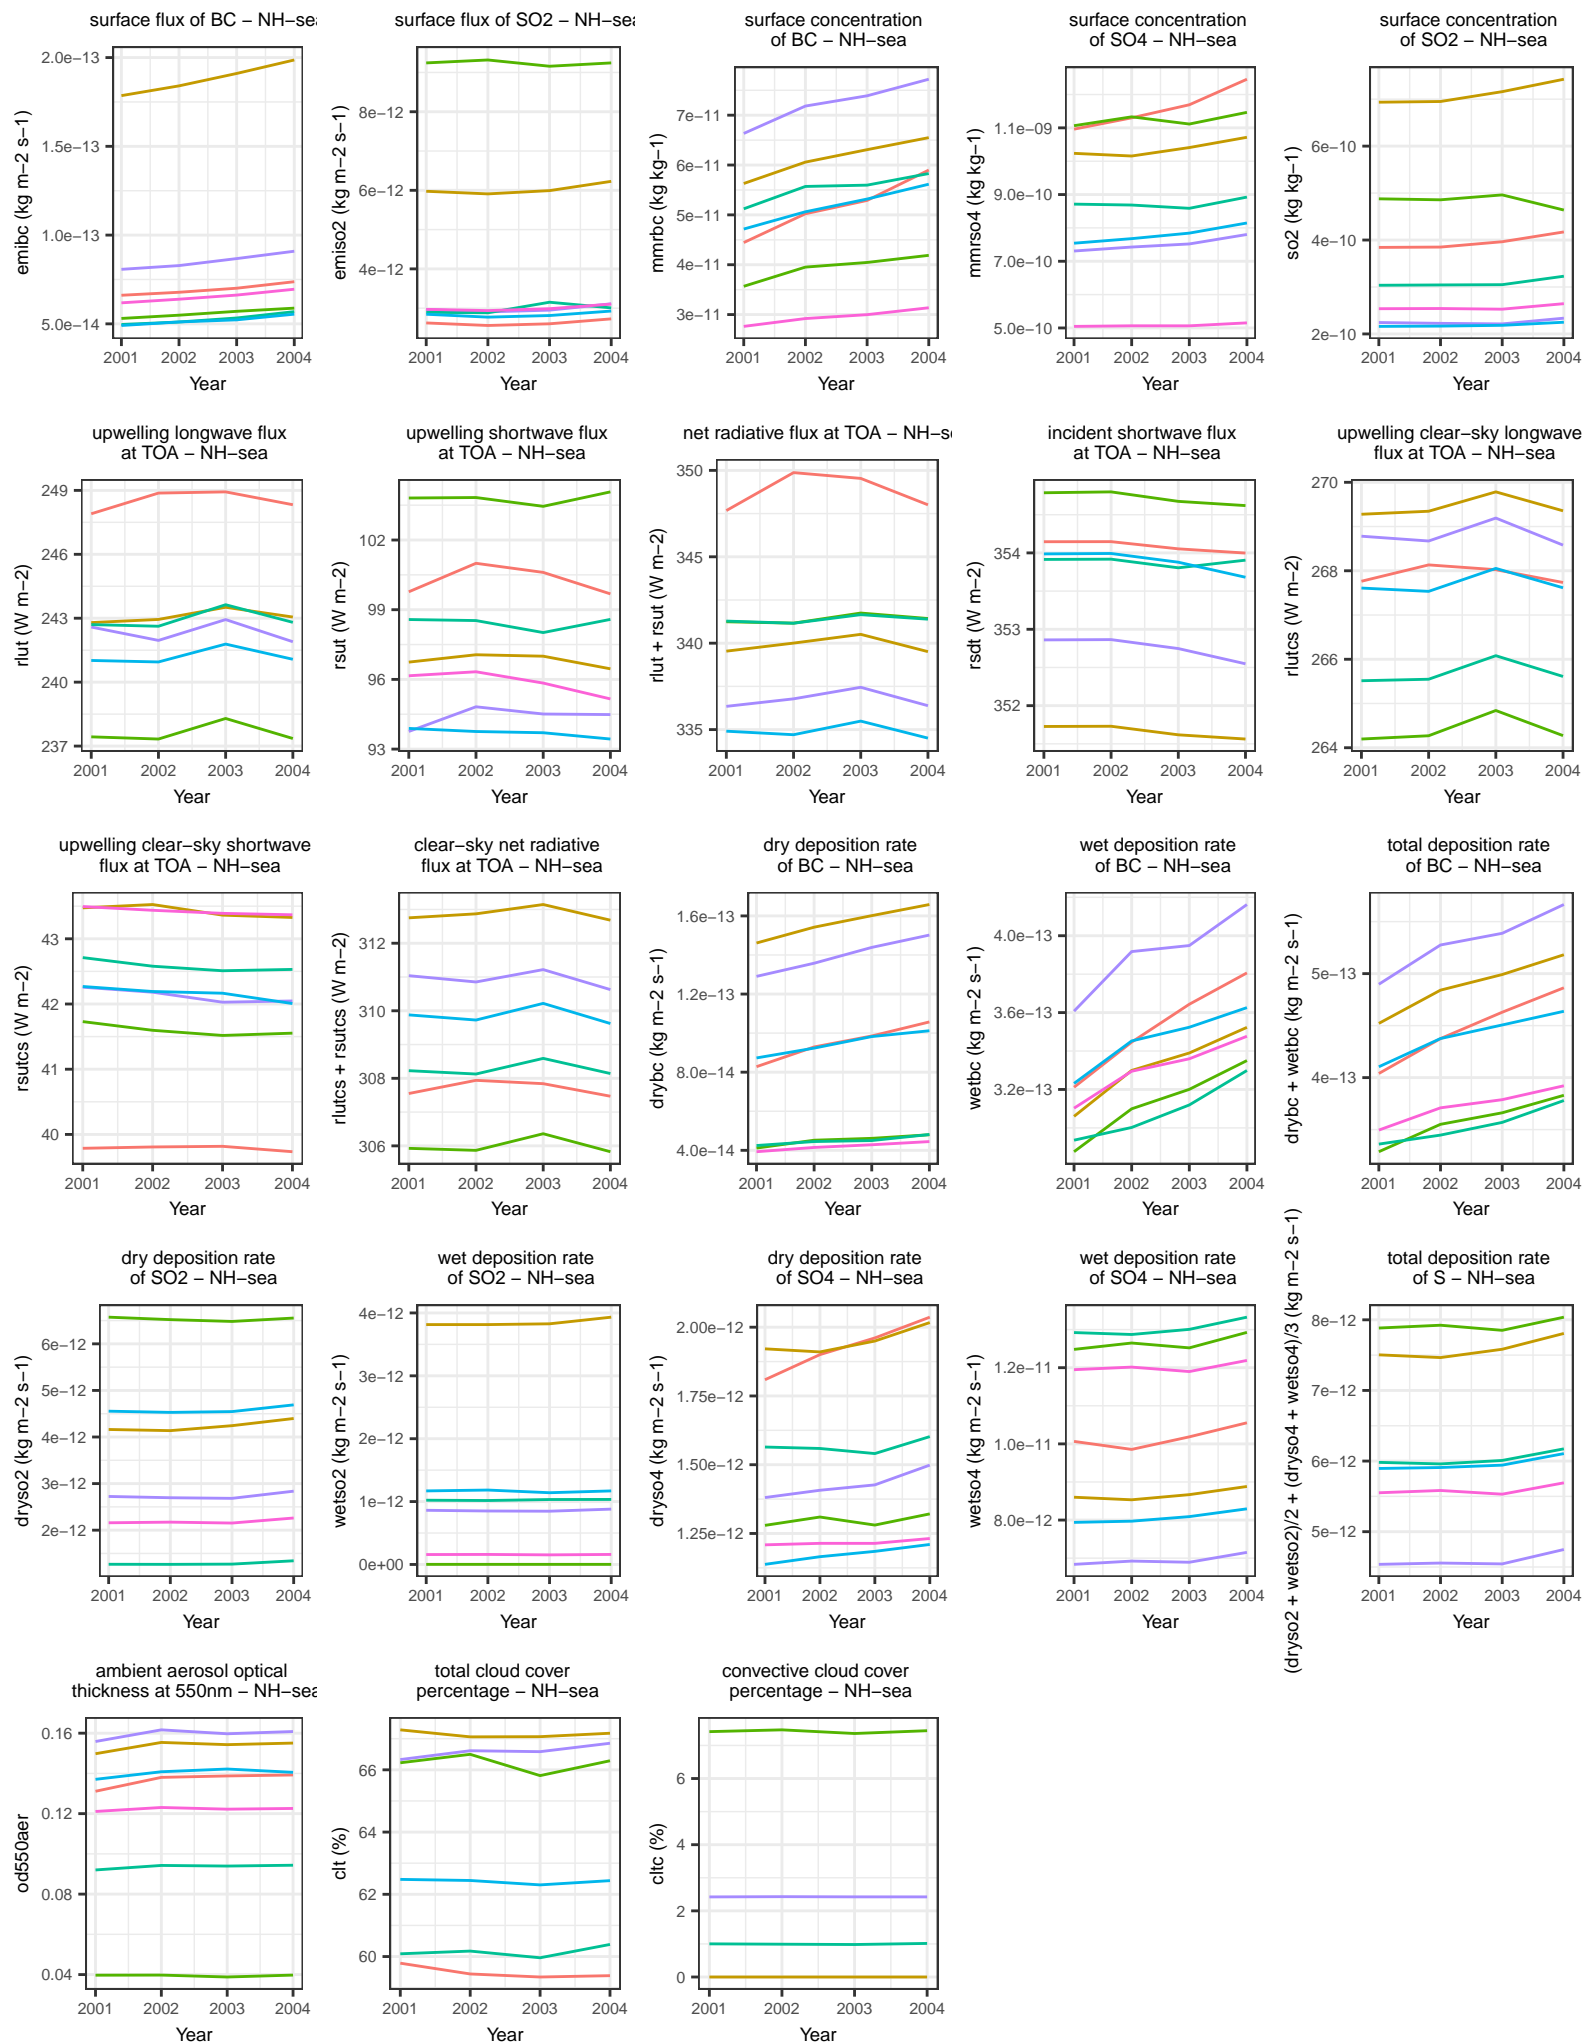 surface flux of BC − NH−sea
emibc (kg m−2 s−1)
2.0e−13
1.5e−13
1.0e−13
5.0e−14
2001 2002 2003 2004
Year
surface flux of SO2 − NH−sea
emiso2 (kg m−2 s−1)
8e−12
6e−12
4e−12
2001 2002 2003 2004
Year
surface concentration
of BC − NH−sea
mmrbc (kg kg−1)
7e−11
6e−11
5e−11
4e−11
3e−11
2001 2002 2003 2004
Year
surface concentration
of SO4 − NH−sea
mmrso4 (kg kg−1)
1.1e−09
9.0e−10
7.0e−10
5.0e−10
2001 2002 2003 2004
Year
surface concentration
of SO2 − NH−sea
so2 (kg kg−1)
6e−10
4e−10
2e−10
2001 2002 2003 2004
Year
upwelling longwave flux
at TOA − NH−sea
rlut (W m−2)
249
246
243
240
237
2001 2002 2003 2004
Year
upwelling shortwave flux
at TOA − NH−sea
rsut (W m−2)
102
99
96
93
2001 2002 2003 2004
Year
net radiative flux at TOA − NH−s
rlut + rsut (W m−2)
350
345
340
335
2001 2002 2003 2004
Year
incident shortwave flux
at TOA − NH−sea
rsdt (W m−2)
354
353
352
2001 2002 2003 2004
Year
upwelling clear−sky longwave
flux at TOA − NH−sea
rlutcs (W m−2)
270
268
266
264
2001 2002 2003 2004
Year
upwelling clear−sky shortwave
flux at TOA − NH−sea
rsutcs (W m−2)
43
42
41
40
2001 2002 2003 2004
Year
clear−sky net radiative
flux at TOA − NH−sea
rlutcs + rsutcs (W m−2)
312
310
308
306
2001 2002 2003 2004
Year
dry deposition rate
of BC − NH−sea
drybc (kg m−2 s−1)
1.6e−13
1.2e−13
8.0e−14
4.0e−14
2001 2002 2003 2004
Year
wet deposition rate
of BC − NH−sea
wetbc (kg m−2 s−1)
4.0e−13
3.6e−13
3.2e−13
2001 2002 2003 2004
Year
total deposition rate
of BC − NH−sea
drybc + wetbc (kg m−2 s−1)
5e−13
4e−13
2001 2002 2003 2004
Year
dry deposition rate
of SO2 − NH−sea
dryso2 (kg m−2 s−1)
6e−12
5e−12
4e−12
3e−12
2e−12
2001 2002 2003 2004
Year
wet deposition rate
of SO2 − NH−sea
wetso2 (kg m−2 s−1)
4e−12
3e−12
2e−12
1e−12
0e+00
2001 2002 2003 2004
Year
dry deposition rate
of SO4 − NH−sea
dryso4 (kg m−2 s−1)
2.00e−12
1.75e−12
1.50e−12
1.25e−12
2001 2002 2003 2004
Year
wet deposition rate
of SO4 − NH−sea
wetso4 (kg m−2 s−1)
1.2e−11
1.0e−11
8.0e−12
2001 2002 2003 2004
Year
total deposition rate
of S − NH−sea
(dryso2 + wetso2)/2 + (dryso4 + wetso4)/3 (kg m−2 s−1)
8e−12
7e−12
6e−12
5e−12
2001 2002 2003 2004
Year
ambient aerosol optical
thickness at 550nm − NH−sea
od550aer
0.16
0.12
0.08
0.04
2001 2002 2003 2004
Year
total cloud cover
percentage − NH−sea
clt (%)
66
64
62
60
2001 2002 2003 2004
Year
convective cloud cover
percentage − NH−sea
cltc (%)
6
4
2
0
2001 2002 2003 2004
Year